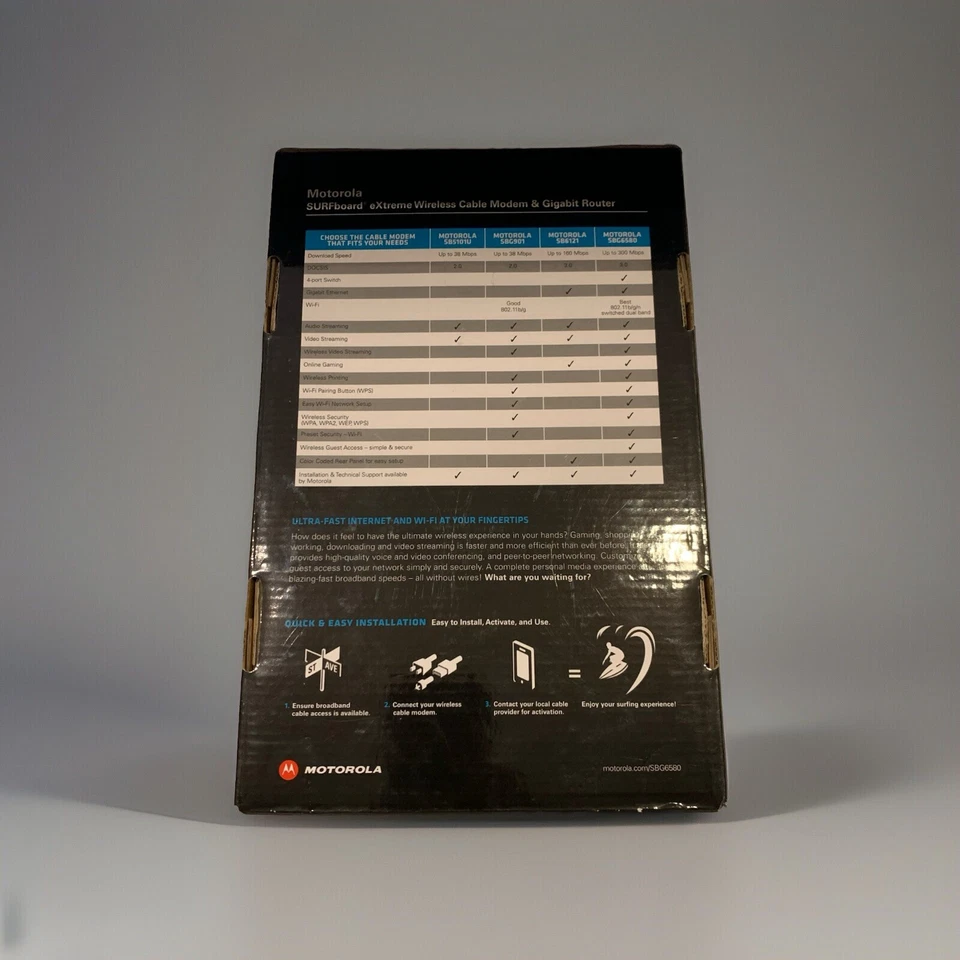 Motorola
SURFboard® eXtreme Wireless Cable Modem & Gigabit Router
CHOOSE THE CABLE MODEM THAT FITS YOUR NEEDS MOTOROLA SB5101U MOTOROLA SBG901 MOTOROLA SB6121 MOTOROLA SBG6580
Download Speed Up to 38 Mbps Up to 38 Mbps Up to 160 Mbps Up to 300 Mbps
DOCSIS 2.0 2.0 3.0 3.0
4-port Switch ✓
Gigabit Ethernet ✓ ✓
Wi-Fi Good 802.11b/g Best 802.11b/g/n switched dual band
Audio Streaming ✓ ✓ ✓ ✓
Video Streaming ✓ ✓ ✓ ✓
Wireless Video Streaming ✓ ✓
Online Gaming ✓ ✓
Wireless Printing ✓ ✓
Wi-Fi Pairing Button (WPS) ✓ ✓
Easy Wi-Fi Network Setup ✓ ✓
Wireless Security (WPA, WPA2, WEP, WPS) ✓ ✓
Preset Security – Wi-Fi ✓ ✓
Wireless Guest Access – simple & secure ✓
Color Coded Rear Panel for easy setup ✓ ✓
Installation & Technical Support available by Motorola ✓ ✓ ✓ ✓
ULTRA-FAST INTERNET AND WI-FI AT YOUR FINGERTIPS
How does it feel to have the ultimate wireless experience in your hands? Gaming,
working, downloading and video streaming is faster and more efficient than ever before.
provides high-quality voice and video conferencing, and peer-to-peer networking.
guest access to your network simply and securely. A complete personal media experience
blazing-fast broadband speeds – all without wires! What are you waiting for?
QUICK & EASY INSTALLATION Easy to Install, Activate, and Use.
ST AVE
=
1. Ensure broadband cable access is available.
2. Connect your wireless cable modem.
3. Contact your local cable provider for activation.
Enjoy your surfing experience!
MOTOROLA
motorola.com/SBG6580